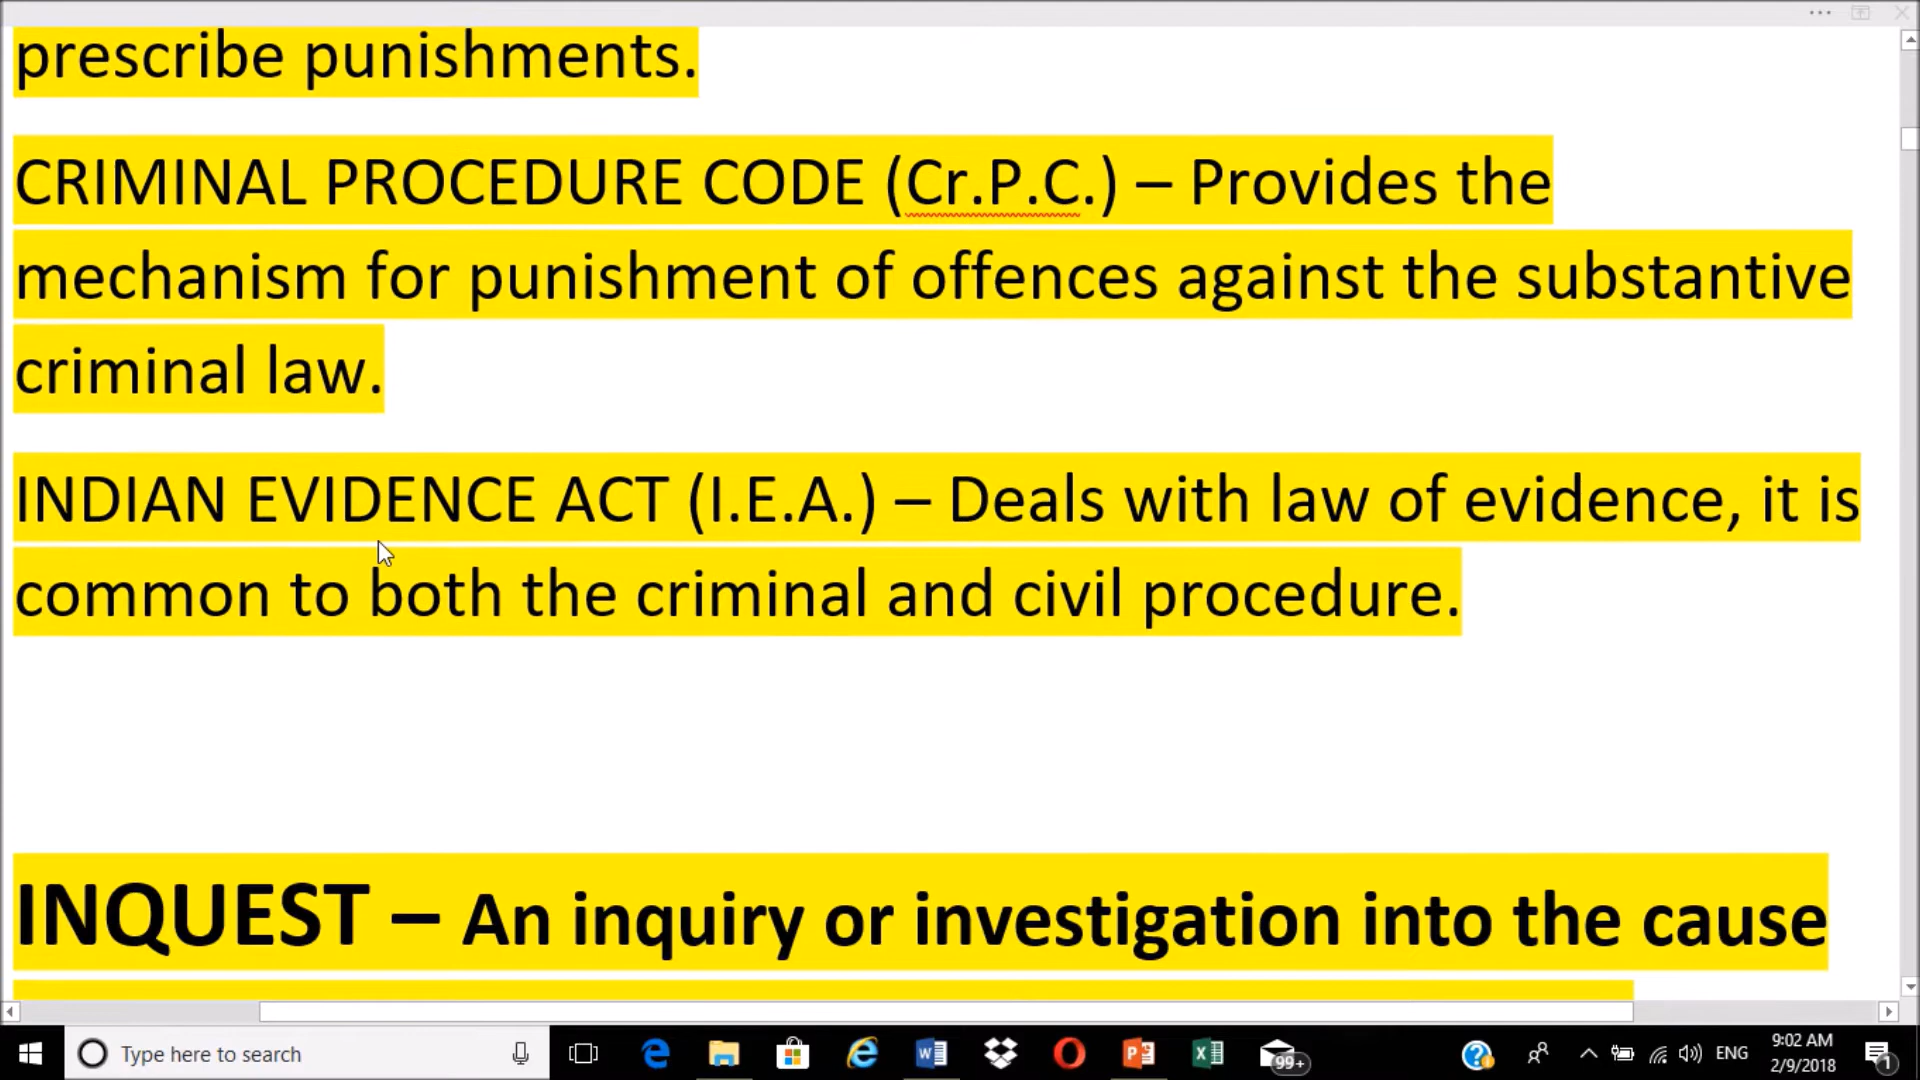 prescribe punishments.
CRIMINAL PROCEDURE CODE (Cr.P.C.) – Provides the
mechanism for punishment of offences against the substantive
criminal law.
INDIAN EVIDENCE ACT (I.E.A.) – Deals with law of evidence, it is
common to both the criminal and civil procedure.
INQUEST – An inquiry or investigation into the cause
Type here to search
99+
ENG
9:02 AM
2/9/2018
1